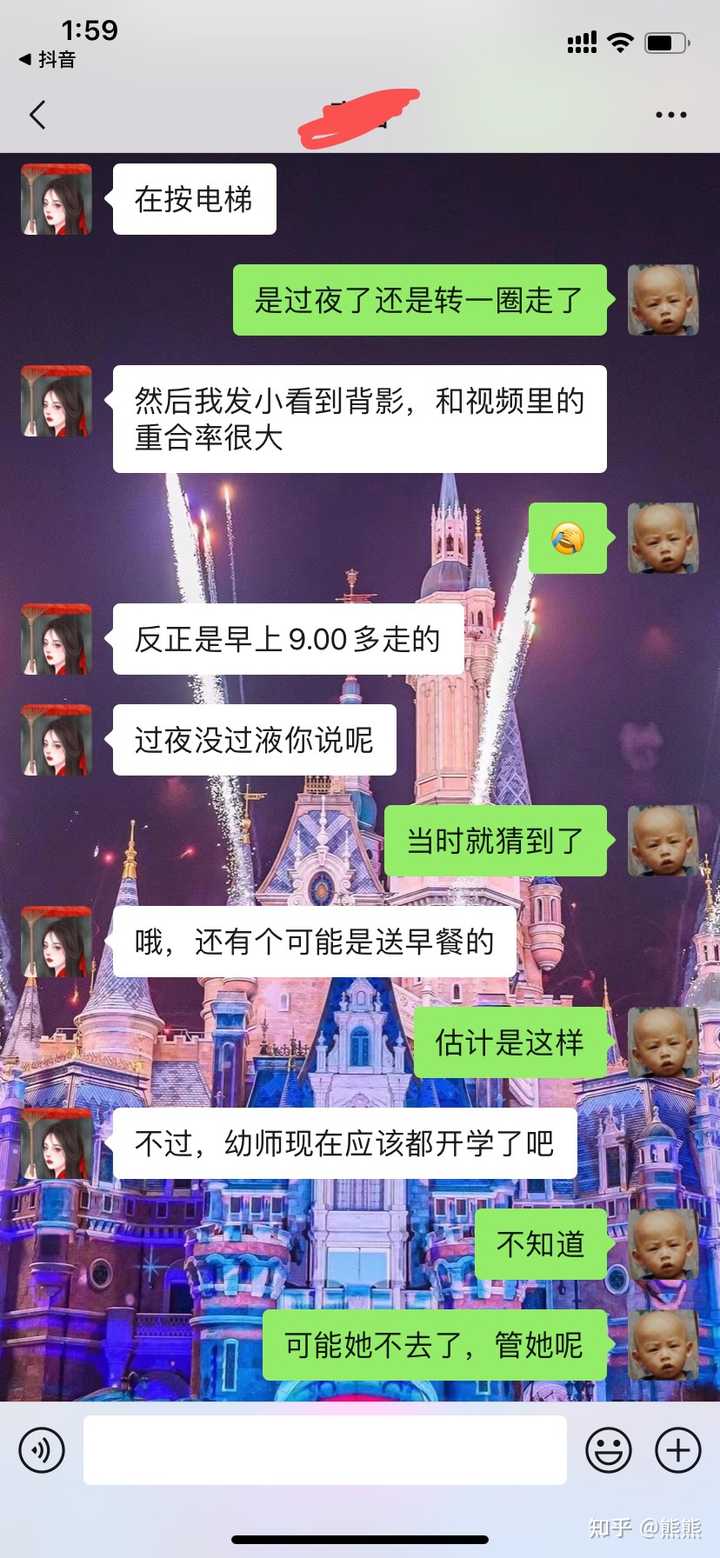 1:59
◀ 抖音
在按电梯
是过夜了还是转一圈走了
然后我发小看到背影，和视频里的
重合率很大
反正是早上9.00多走的
过夜没过液你说呢
当时就猜到了
哦，还有个可能是送早餐的
估计是这样
不过，幼师现在应该都开学了吧
不知道
可能她不去了，管她呢
知乎 @熊熊